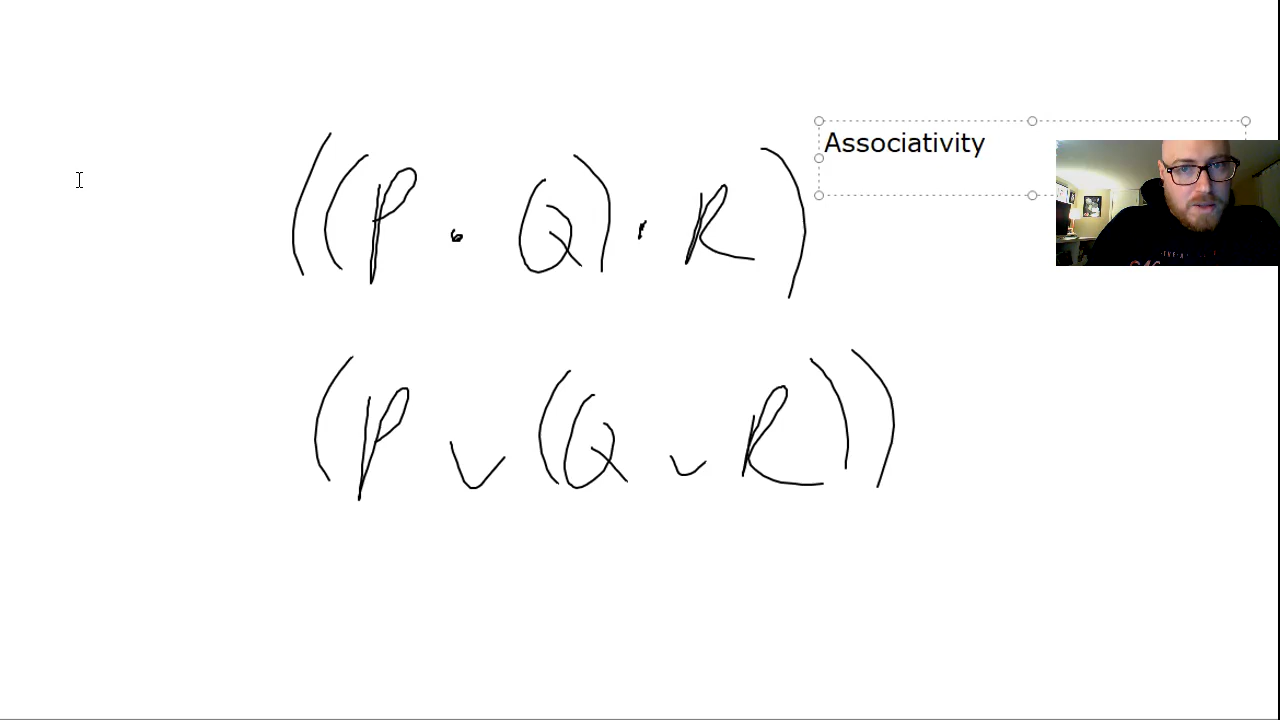 Associativity
((P · Q) · R)
(P ∨ (Q ∨ R))